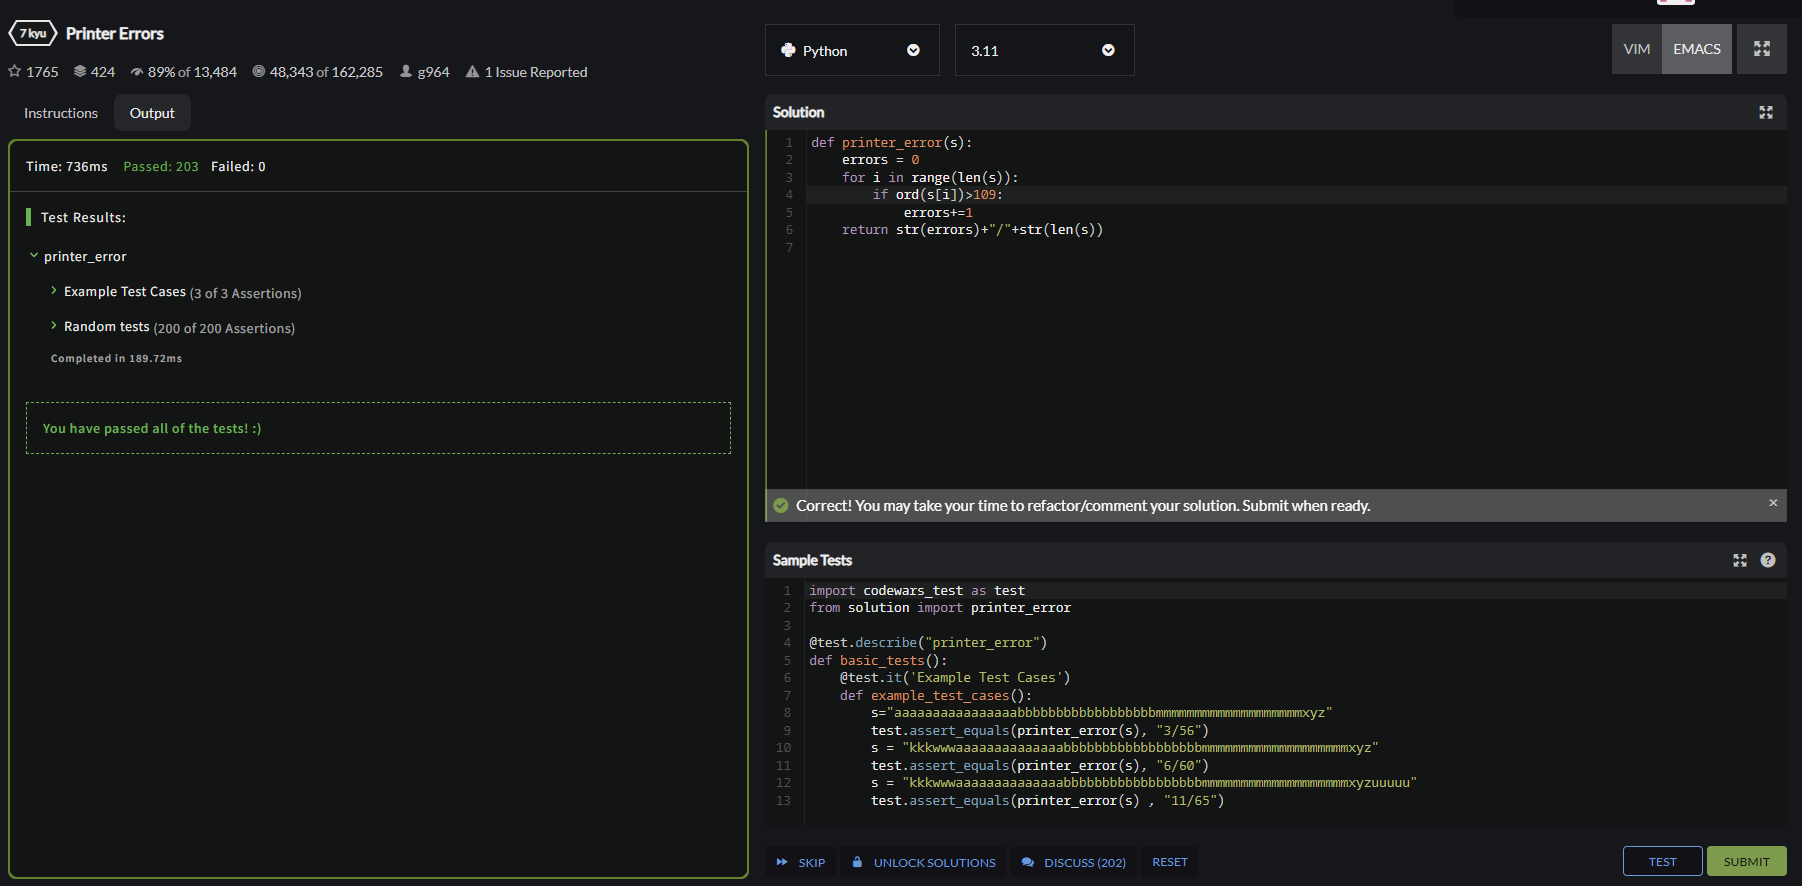 7 kyu Printer Errors
1765 424 89% of 13,484 48,343 of 162,285 g964 1 Issue Reported
Instructions Output
Time: 736ms Passed: 203 Failed: 0
Test Results:
printer_error
Example Test Cases (3 of 3 Assertions)
Random tests (200 of 200 Assertions)
Completed in 189.72ms
You have passed all of the tests! :)
Python 3.11 VIM EMACS
Solution
1 def printer_error(s):
2 errors = 0
3 for i in range(len(s)):
4 if ord(s[i])>109:
5 errors+=1
6 return str(errors)+"/"+str(len(s))
7
Correct! You may take your time to refactor/comment your solution. Submit when ready.
Sample Tests
1 import codewars_test as test
2 from solution import printer_error
3
4 @test.describe("printer_error")
5 def basic_tests():
6 @test.it('Example Test Cases')
7 def example_test_cases():
8 s="aaaaaaaaaaaaaaaabbbbbbbbbbbbbbbbbbmmmmmmmmmmmmmmmmmmmxyz"
9 test.assert_equals(printer_error(s), "3/56")
10 s = "kkkwwwaaaaaaaaaaaaaabbbbbbbbbbbbbbbbbbmmmmmmmmmmmmmmmmmmmxyz"
11 test.assert_equals(printer_error(s), "6/60")
12 s = "kkkwwwaaaaaaaaaaaaaabbbbbbbbbbbbbbbbbbmmmmmmmmmmmmmmmmmmmxyzuuuuu"
13 test.assert_equals(printer_error(s) , "11/65")
SKIP UNLOCK SOLUTIONS DISCUSS (202) RESET TEST SUBMIT